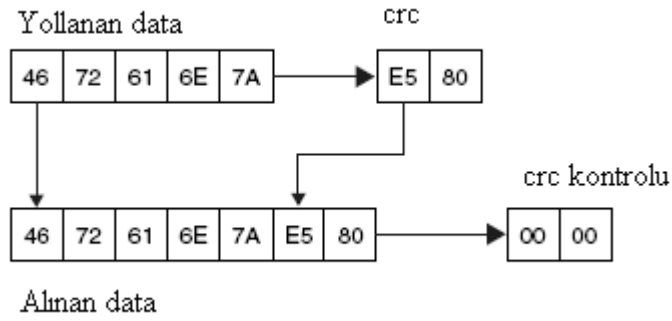 Yollanan data
crc
46 72 61 6E 7A
E5 80
crc kontrolu
46 72 61 6E 7A E5 80
00 00
Alınan data